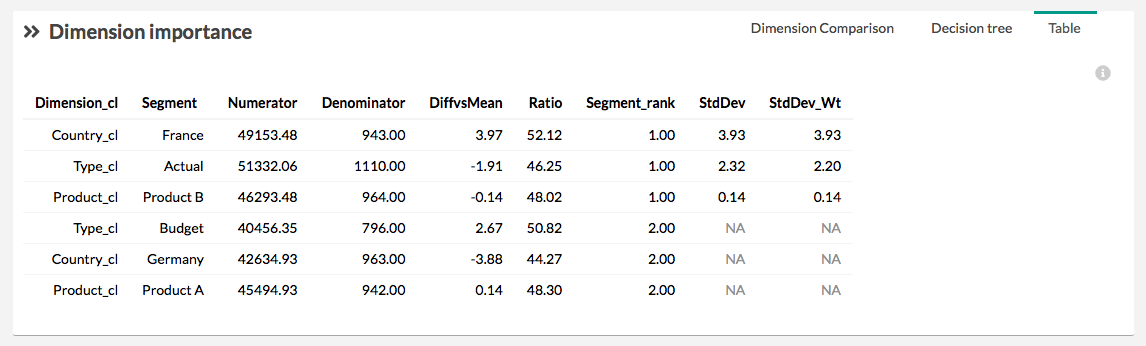 Dimension importance
Dimension Comparison Decision tree Table
Dimension_cl Segment Numerator Denominator DiffvsMean Ratio Segment_rank StdDev StdDev_Wt
Country_cl France 49153.48 943.00 3.97 52.12 1.00 3.93 3.93
Type_cl Actual 51332.06 1110.00 -1.91 46.25 1.00 2.32 2.20
Product_cl Product B 46293.48 964.00 -0.14 48.02 1.00 0.14 0.14
Type_cl Budget 40456.35 796.00 2.67 50.82 2.00 NA NA
Country_cl Germany 42634.93 963.00 -3.88 44.27 2.00 NA NA
Product_cl Product A 45494.93 942.00 0.14 48.30 2.00 NA NA